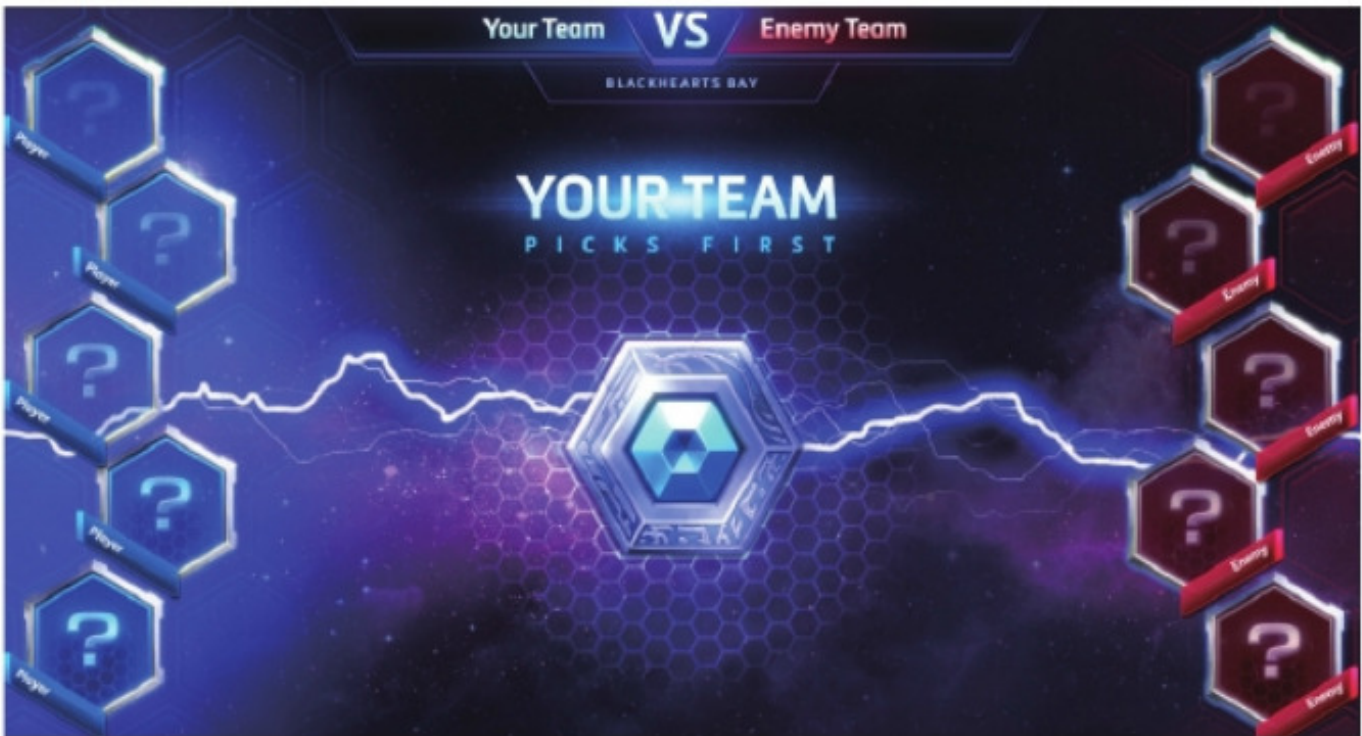 Your Team VS Enemy Team
BLACKHEARTS BAY
YOUR TEAM
PICKS FIRST
?
Player
?
Player
?
Player
?
Player
?
Player
?
Enemy
?
Enemy
?
Enemy
?
Enemy
?
Enemy